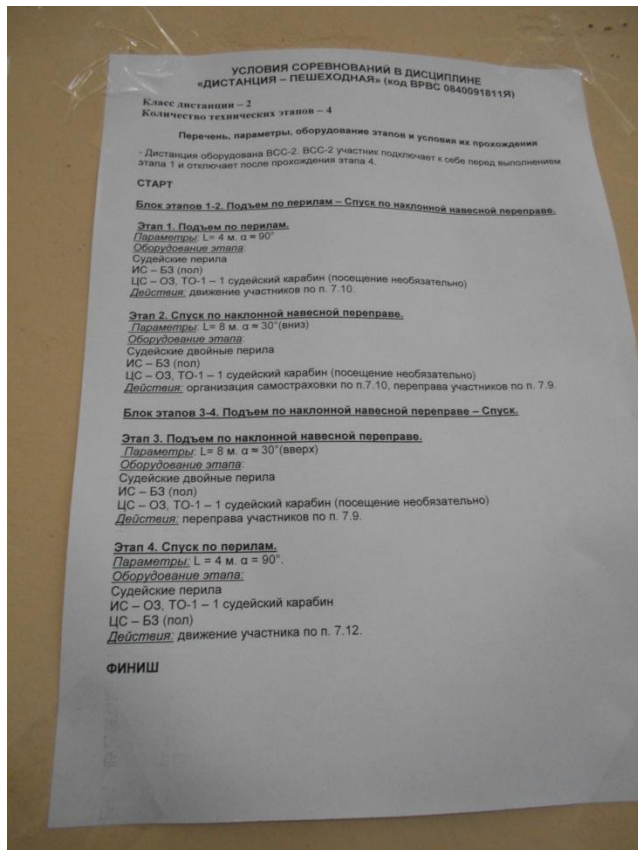 УСЛОВИЯ СОРЕВНОВАНИЙ В ДИСЦИПЛИНЕ
«ДИСТАНЦИЯ – ПЕШЕХОДНАЯ» (код ВРВС 0840091811Я)
Класс дистанции – 2
Количество технических этапов – 4
Перечень, параметры, оборудование этапов и условия их прохождения
- Дистанция оборудована ВСС-2. ВСС-2 участник подключает к себе перед выполнением
этапа 1 и отключает после прохождения этапа 4.
СТАРТ
Блок этапов 1-2. Подъем по перилам – Спуск по наклонной навесной переправе.
Этап 1. Подъем по перилам.
Параметры: L= 4 м. α ≈ 90°
Оборудование этапа:
Судейские перила
ИС – БЗ (пол)
ЦС – ОЗ, ТО-1 – 1 судейский карабин (посещение необязательно)
Действия: движение участников по п. 7.10.
Этап 2. Спуск по наклонной навесной переправе.
Параметры: L= 8 м. α ≈ 30°(вниз)
Оборудование этапа:
Судейские двойные перила
ИС – БЗ (пол)
ЦС – ОЗ, ТО-1 – 1 судейский карабин (посещение необязательно)
Действия: организация самостраховки по п.7.10, переправа участников по п. 7.9.
Блок этапов 3-4. Подъем по наклонной навесной переправе – Спуск.
Этап 3. Подъем по наклонной навесной переправе.
Параметры: L= 8 м. α ≈ 30°(вверх)
Оборудование этапа:
Судейские двойные перила
ИС – БЗ (пол)
ЦС – ОЗ, ТО-1 – 1 судейский карабин (посещение необязательно)
Действия: переправа участников по п. 7.9.
Этап 4. Спуск по перилам.
Параметры: L = 4 м. α = 90°.
Оборудование этапа:
Судейские перила
ИС – ОЗ, ТО-1 – 1 судейский карабин
ЦС – БЗ (пол)
Действия: движение участника по п. 7.12.
ФИНИШ